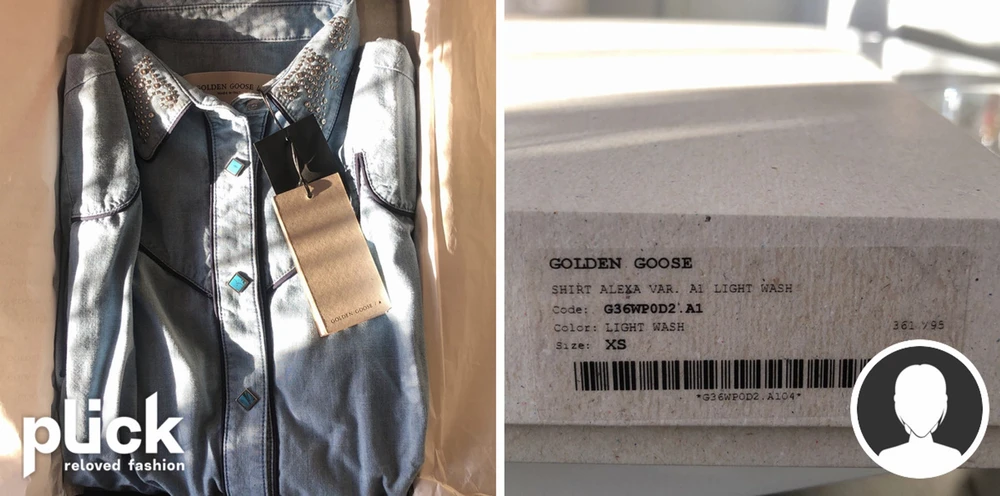 GOLDEN GOOSE
GOLDEN GOOSE /
plick
reloved fashion
GOLDEN GOOSE
SHIRT ALEXA VAR. A1 LIGHT WASH
Code: G36WP0D2.A1
Color: LIGHT WASH
361 Y95
Size: XS
*G36WP0D2.A104*